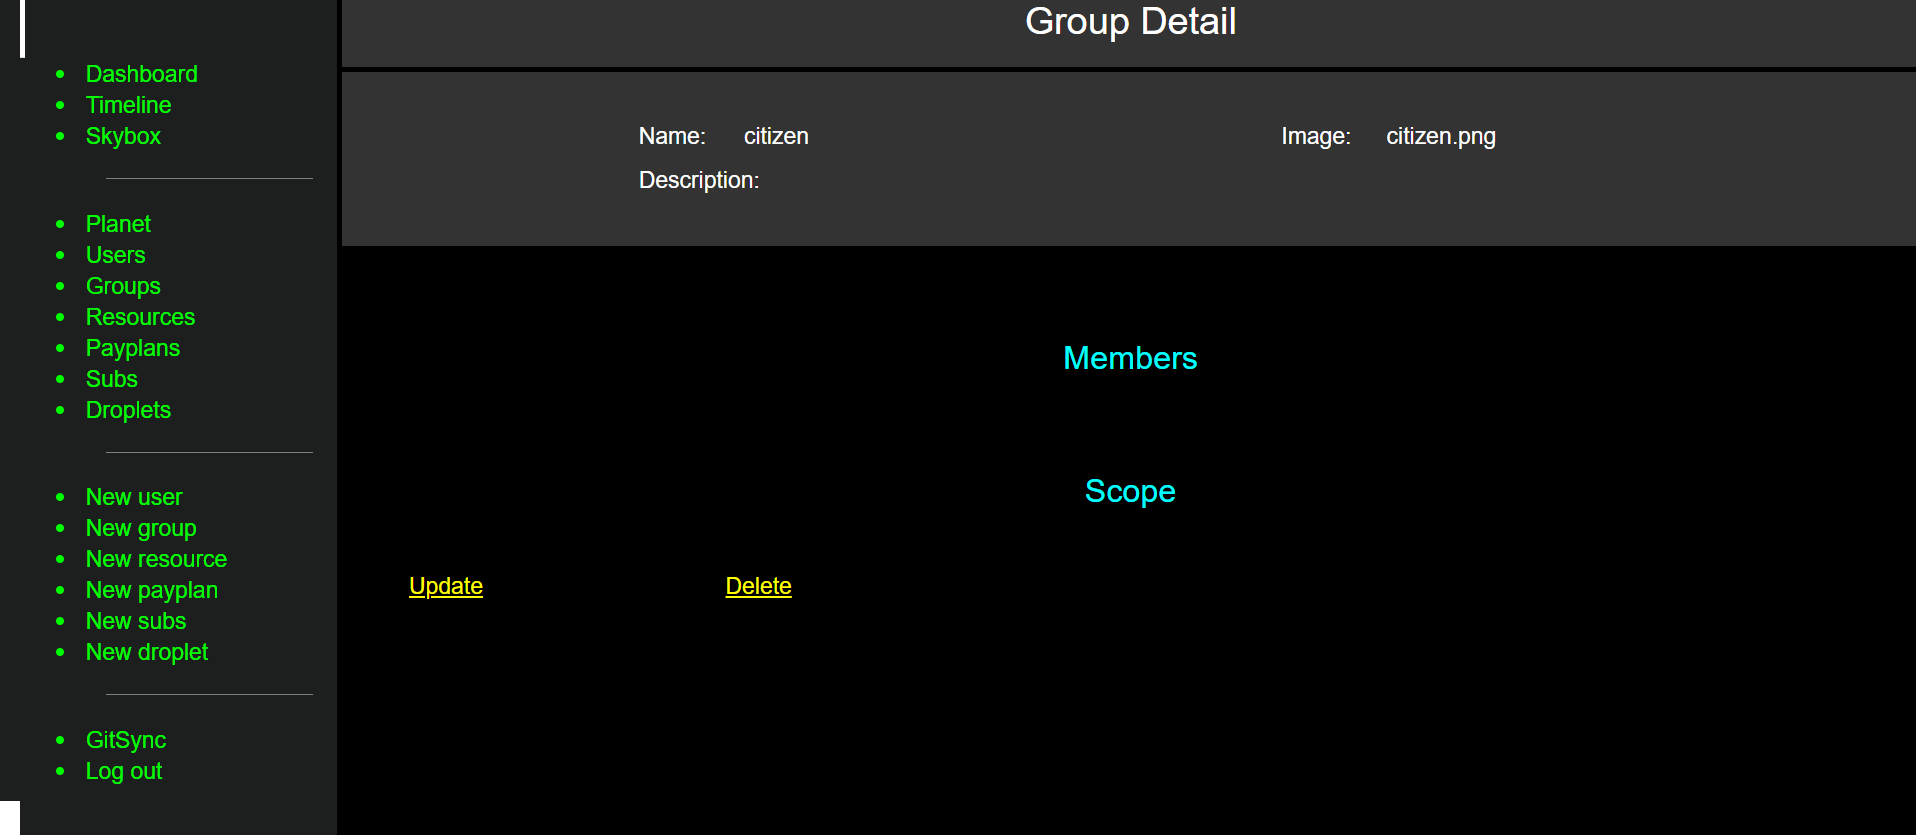 Group Detail
Dashboard
Timeline
Skybox
Planet
Users
Groups
Resources
Payplans
Subs
Droplets
New user
New group
New resource
New payplan
New subs
New droplet
GitSync
Log out
Name: citizen Image: citizen.png
Description:
Members
Scope
Update Delete